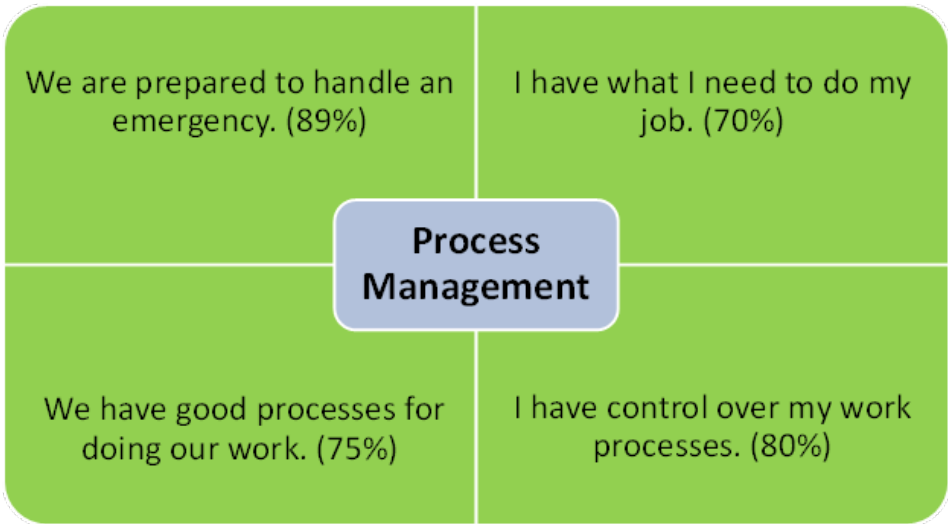 We are prepared to handle an
emergency. (89%)
I have what I need to do my
job. (70%)
Process
Management
We have good processes for
doing our work. (75%)
I have control over my work
processes. (80%)